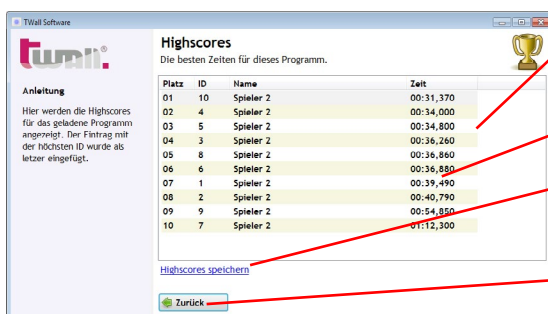 TWall Software
twall®
Highscores
Die besten Zeiten für dieses Programm.
Anleitung
Hier werden die Highscores
für das geladene Programm
angezeigt. Der Eintrag mit
der höchsten ID wurde als
letzer eingefügt.
Platz ID Name Zeit
01 10 Spieler 2 00:31,370
02 4 Spieler 2 00:34,000
03 5 Spieler 2 00:34,800
04 3 Spieler 2 00:36,260
05 8 Spieler 2 00:36,860
06 6 Spieler 2 00:36,880
07 1 Spieler 2 00:39,490
08 2 Spieler 2 00:40,790
09 9 Spieler 2 00:54,850
10 7 Spieler 2 01:12,300
Highscores speichern
Zurück